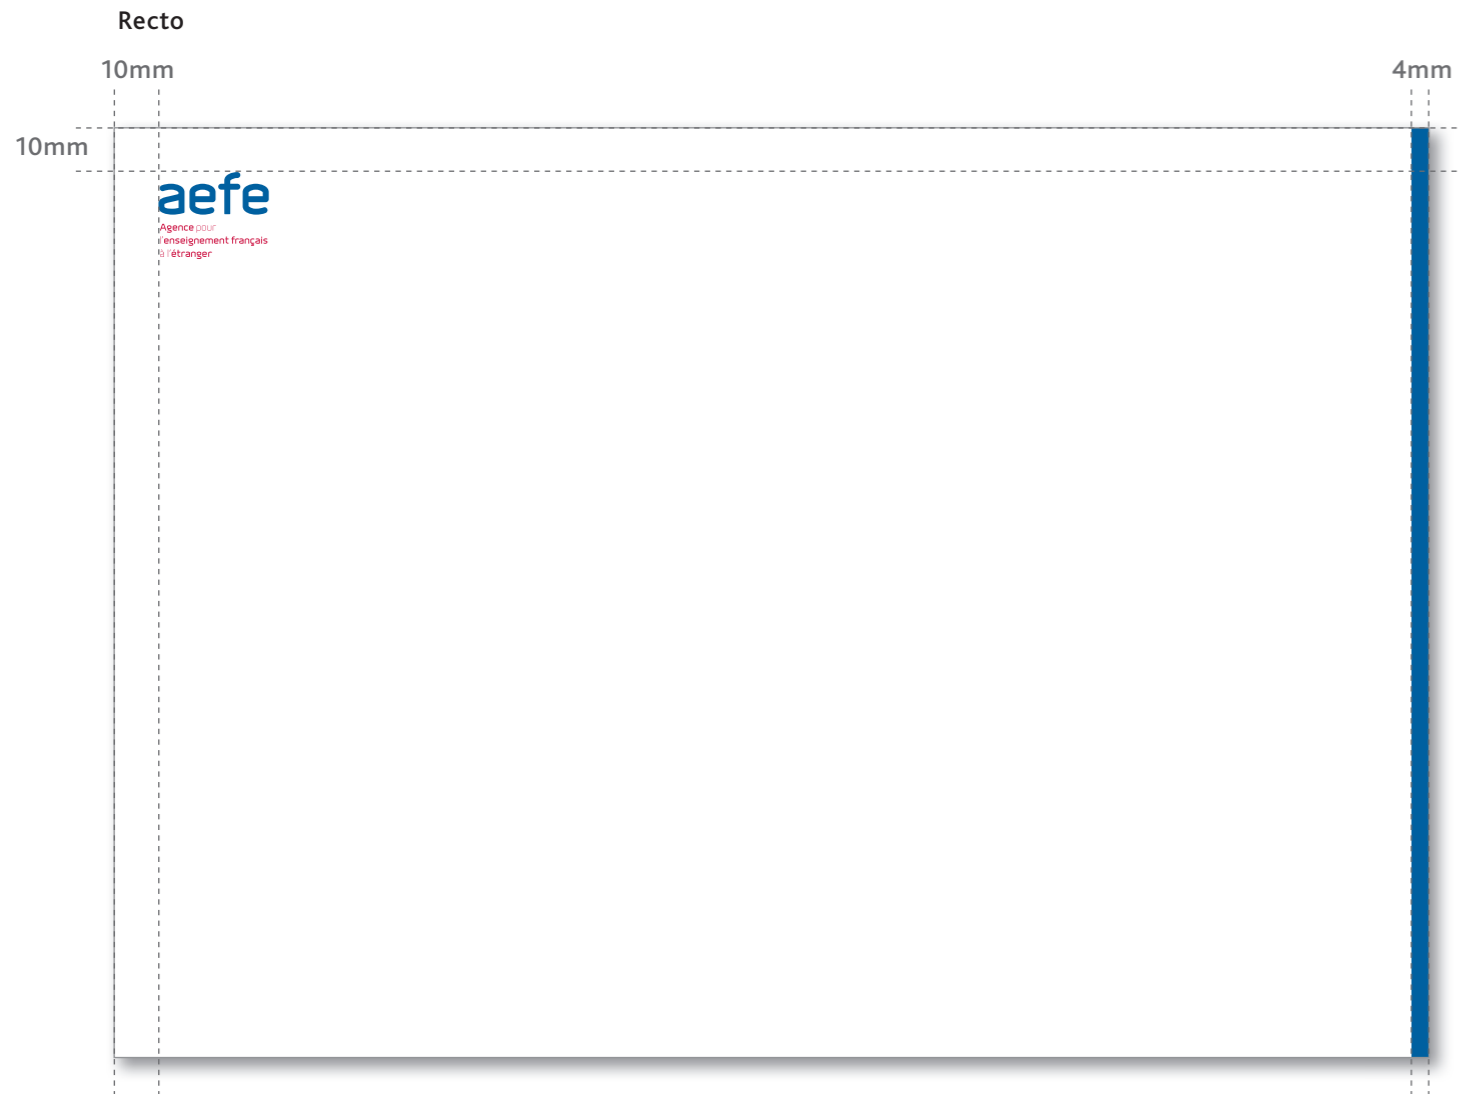 Recto
10mm
4mm
10mm
aefe
Agence pour
l'enseignement français
à l'étranger